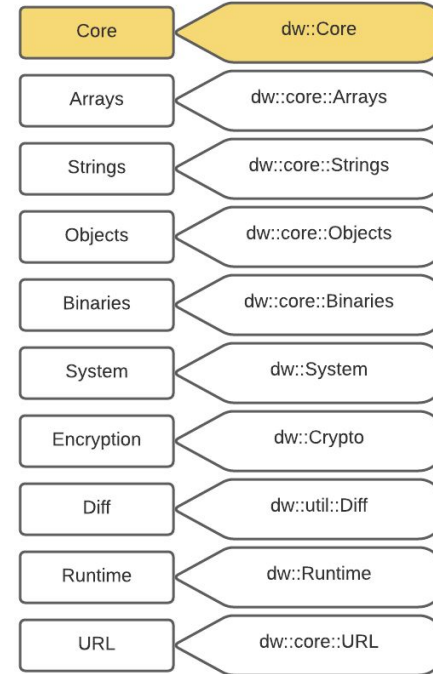 Core dw::Core
Arrays dw::core::Arrays
Strings dw::core::Strings
Objects dw::core::Objects
Binaries dw::core::Binaries
System dw::System
Encryption dw::Crypto
Diff dw::util::Diff
Runtime dw::Runtime
URL dw::core::URL